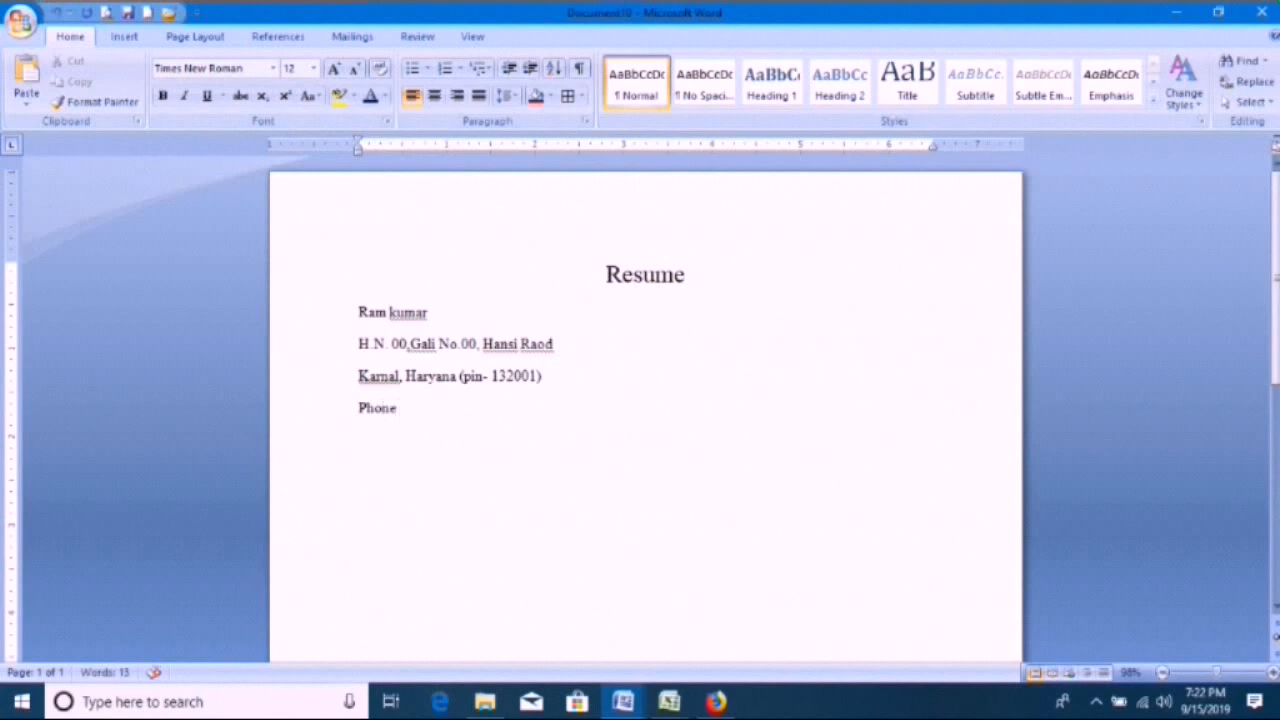 Document10 - Microsoft Word
Home Insert Page Layout References Mailings Review View
Cut
Copy
Format Painter
Paste
Clipboard
Times New Roman 12
Font
Paragraph
AaBbCcDc AaBbCcDc AaBbCc AaBbCc AaB AaBbCc. AaBbCcDc AaBbCcDc
¶ Normal ¶ No Spaci... Heading 1 Heading 2 Title Subtitle Subtle Em... Emphasis
Change Styles
Styles
Find
Replace
Select
Editing
Resume
Ram kumar
H.N. 00,Gali No.00, Hansi Raod
Karnal, Haryana (pin- 132001)
Phone
Page: 1 of 1 Words: 13 98%
Type here to search
7:22 PM
9/15/2019